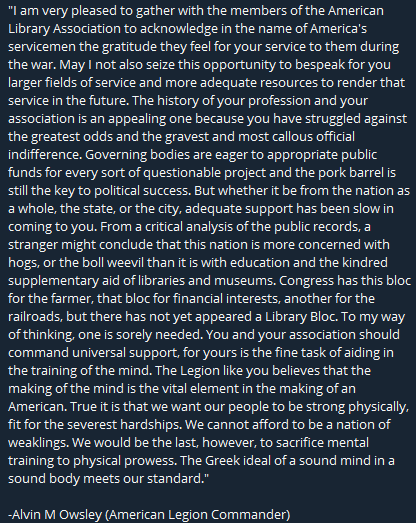 "I am very pleased to gather with the members of the American
Library Association to acknowledge in the name of America's
servicemen the gratitude they feel for your service to them during
the war. May I not also seize this opportunity to bespeak for you
larger fields of service and more adequate resources to render that
service in the future. The history of your profession and your
association is an appealing one because you have struggled against
the greatest odds and the gravest and most callous official
indifference. Governing bodies are eager to appropriate public
funds for every sort of questionable project and the pork barrel is
still the key to political success. But whether it be from the nation as
a whole, the state, or the city, adequate support has been slow in
coming to you. From a critical analysis of the public records, a
stranger might conclude that this nation is more concerned with
hogs, or the boll weevil than it is with education and the kindred
supplementary aid of libraries and museums. Congress has this bloc
for the farmer, that bloc for financial interests, another for the
railroads, but there has not yet appeared a Library Bloc. To my way
of thinking, one is sorely needed. You and your association should
command universal support, for yours is the fine task of aiding in
the training of the mind. The Legion like you believes that the
making of the mind is the vital element in the making of an
American. True it is that we want our people to be strong physically,
fit for the severest hardships. We cannot afford to be a nation of
weaklings. We would be the last, however, to sacrifice mental
training to physical prowess. The Greek ideal of a sound mind in a
sound body meets our standard."
-Alvin M Owsley (American Legion Commander)